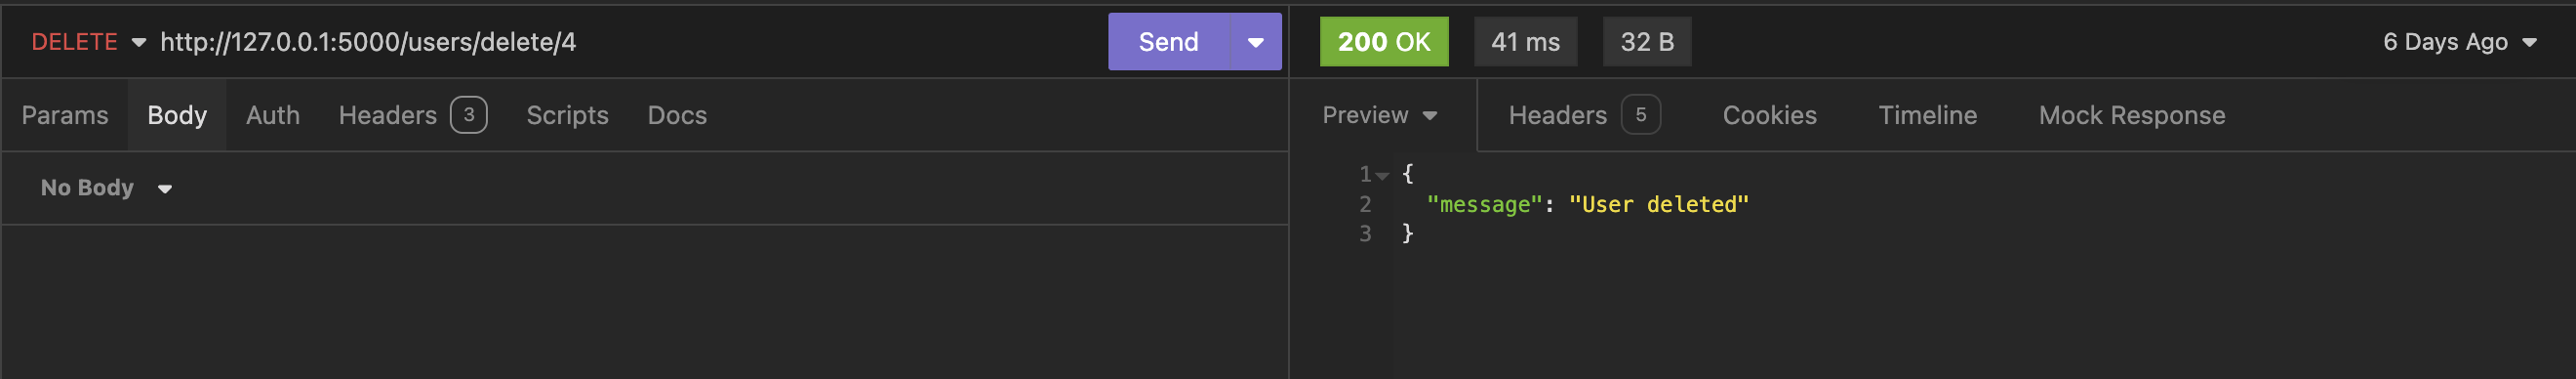 DELETE http://127.0.0.1:5000/users/delete/4 Send
200 OK 41 ms 32 B 6 Days Ago
Params Body Auth Headers 3 Scripts Docs
Preview Headers 5 Cookies Timeline Mock Response
No Body
1 {
2 "message": "User deleted"
3 }